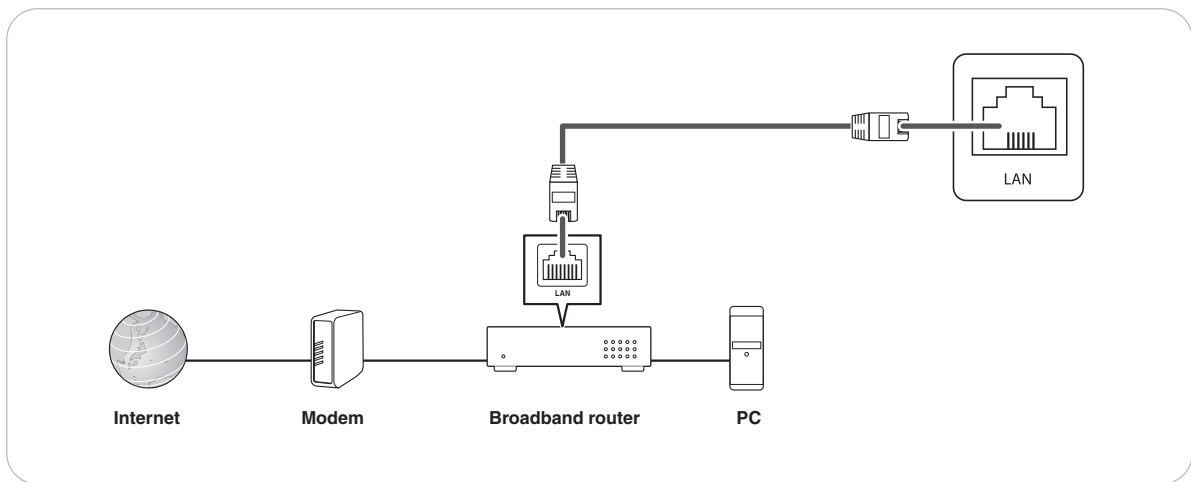 LAN
LAN
Internet
Modem
Broadband router
PC